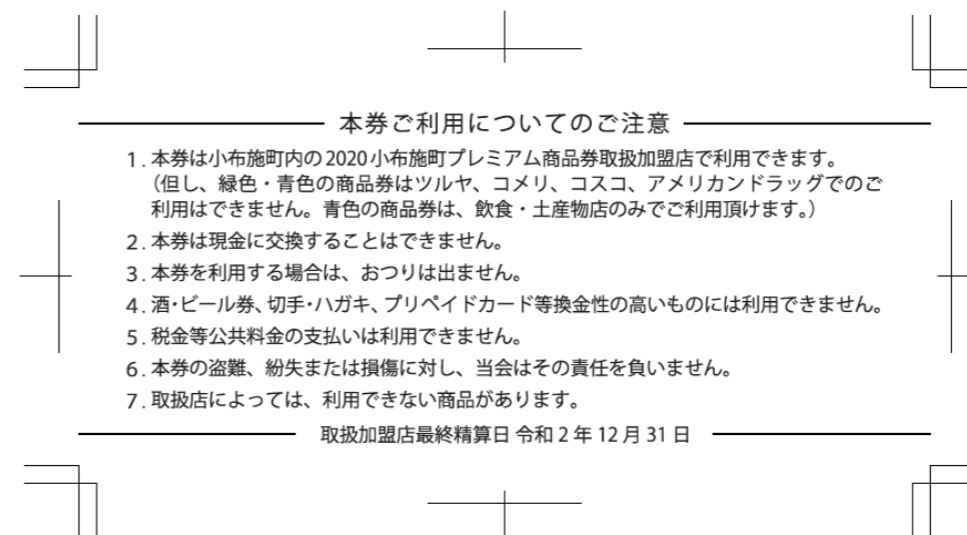 本券ご利用についてのご注意
1. 本券は小布施町内の2020小布施町プレミアム商品券取扱加盟店で利用できます。
（但し、緑色・青色の商品券はツルヤ、コメリ、コスコ、アメリカンドラッグでのご
利用はできません。青色の商品券は、飲食・土産物店のみでご利用頂けます。）
2. 本券は現金に交換することはできません。
3. 本券を利用する場合は、おつりは出ません。
4. 酒・ビール券、切手・ハガキ、プリペイドカード等換金性の高いものには利用できません。
5. 税金等公共料金の支払いは利用できません。
6. 本券の盗難、紛失または損傷に対し、当会はその責任を負いません。
7. 取扱店によっては、利用できない商品があります。
取扱加盟店最終精算日 令和2年12月31日